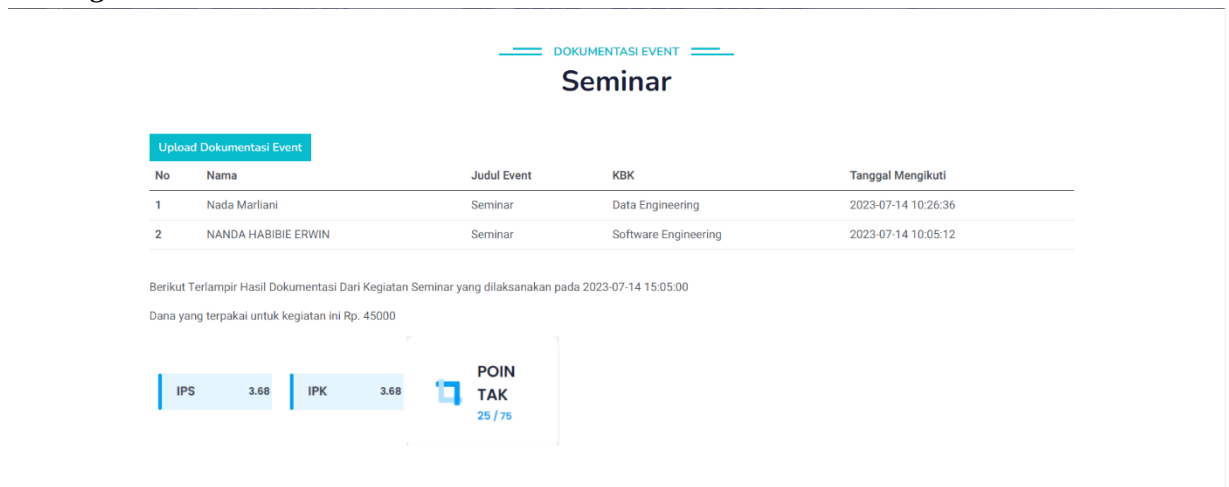 DOKUMENTASI EVENT
Seminar
Upload Dokumentasi Event
No Nama Judul Event KBK Tanggal Mengikuti
1 Nada Marliani Seminar Data Engineering 2023-07-14 10:26:36
2 NANDA HABIBIE ERWIN Seminar Software Engineering 2023-07-14 10:05:12
Berikut Terlampir Hasil Dokumentasi Dari Kegiatan Seminar yang dilaksanakan pada 2023-07-14 15:05:00
Dana yang terpakai untuk kegiatan ini Rp. 45000
IPS 3.68 IPK 3.68
POIN
TAK
25 / 75